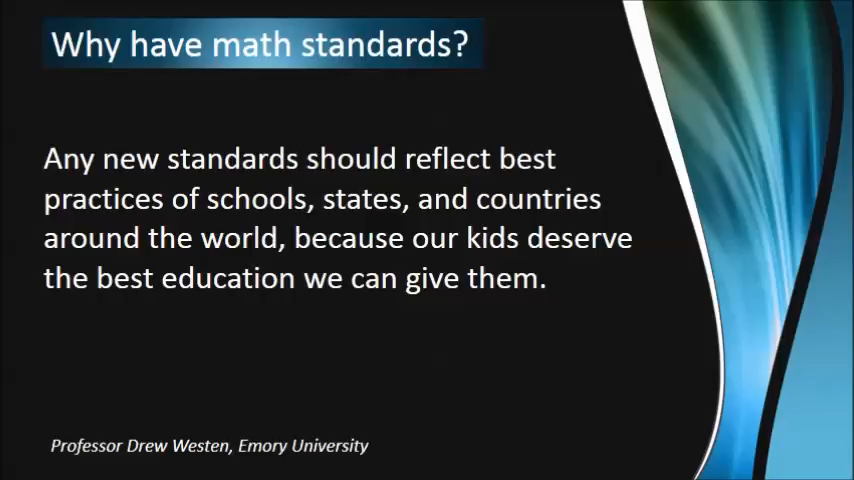 Why have math standards?
Any new standards should reflect best
practices of schools, states, and countries
around the world, because our kids deserve
the best education we can give them.
Professor Drew Westen, Emory University